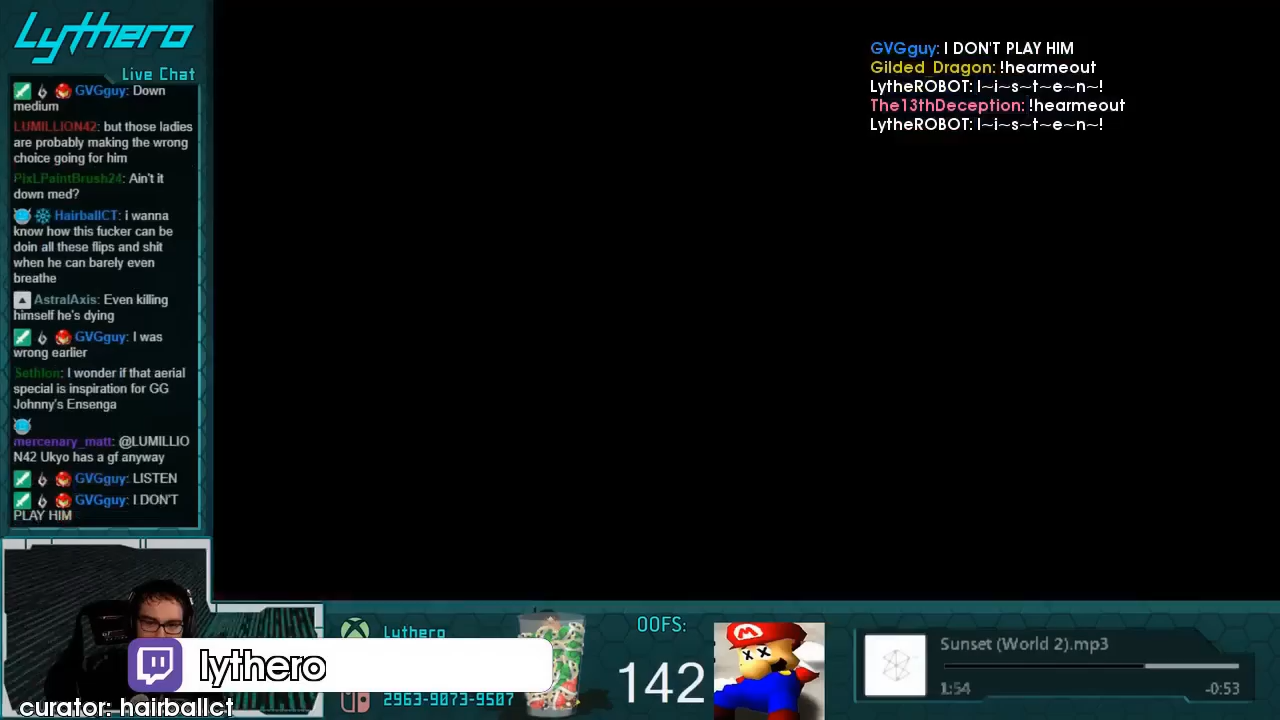 Lythero
Live Chat
GVGguy: Down
medium
LUMILLION42: but those ladies
are probably making the wrong
choice going for him
PixLPaintBrush24: Ain't it
down med?
HairballCT: i wanna
know how this fucker can be
doin all these flips and shit
when he can barely even
breathe
AstralAxis: Even killing
himself he's dying
GVGguy: I was
wrong earlier
Sethlon: I wonder if that aerial
special is inspiration for GG
Johnny's Ensenga
mercenary_matt: @LUMILLIO
N42 Ukyo has a gf anyway
GVGguy: LISTEN
GVGguy: I DON'T
PLAY HIM
GVGguy: I DON'T PLAY HIM
Gilded_Dragon: !hearmeout
LytheROBOT: l~i~s~t~e~n~!
The13thDeception: !hearmeout
LytheROBOT: l~i~s~t~e~n~!
lythero
curator: hairballct
Lythero
2963-9073-9507
OOFS:
142
M
Sunset (World 2).mp3
1:54
-0:53